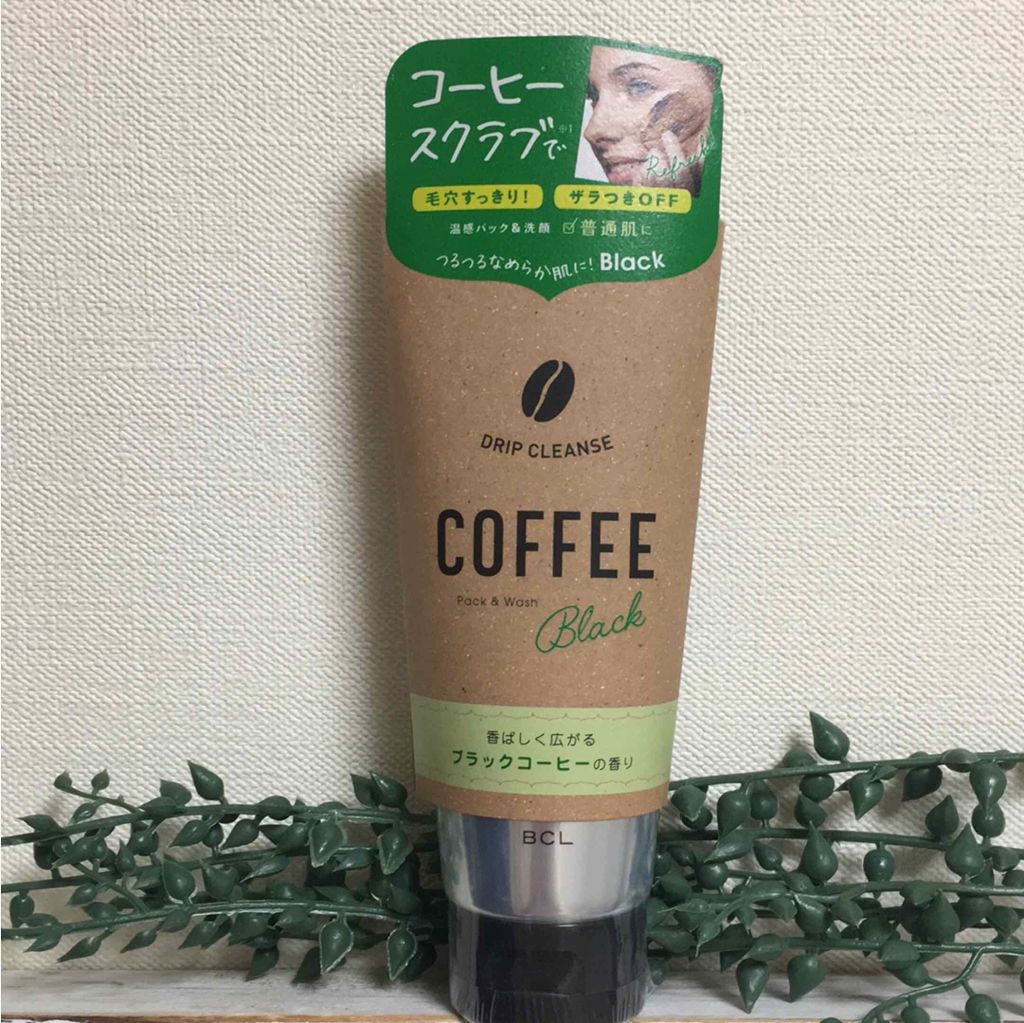 コーヒー
スクラブで※1
Refresh
毛穴すっきり! ザラつきOFF
温感パック&洗顔 普通肌に
つるつるなめらか肌に! Black
DRIP CLEANSE
COFFEE
Pack & Wash
Black
香ばしく広がる
ブラックコーヒーの香り
BCL